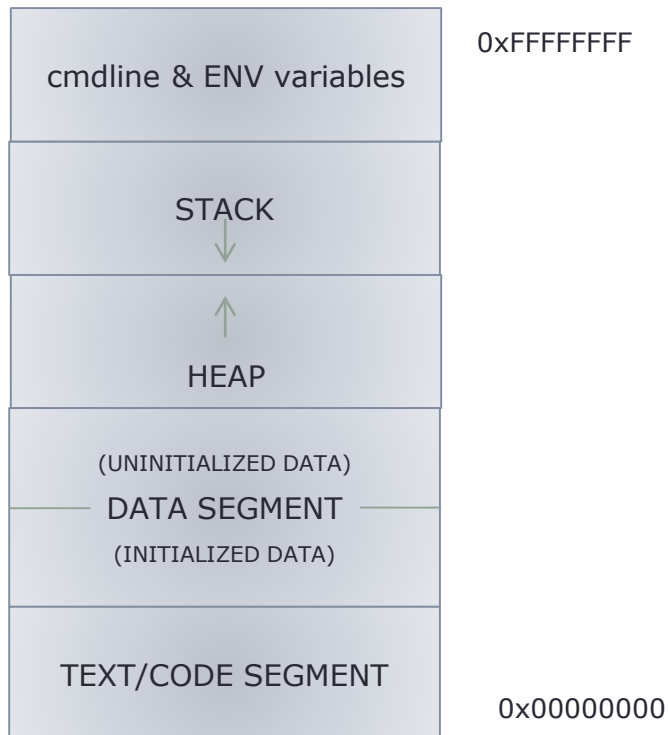 0xFFFFFFFF
cmdline & ENV variables
STACK
HEAP
(UNINITIALIZED DATA)
DATA SEGMENT
(INITIALIZED DATA)
TEXT/CODE SEGMENT
0x00000000